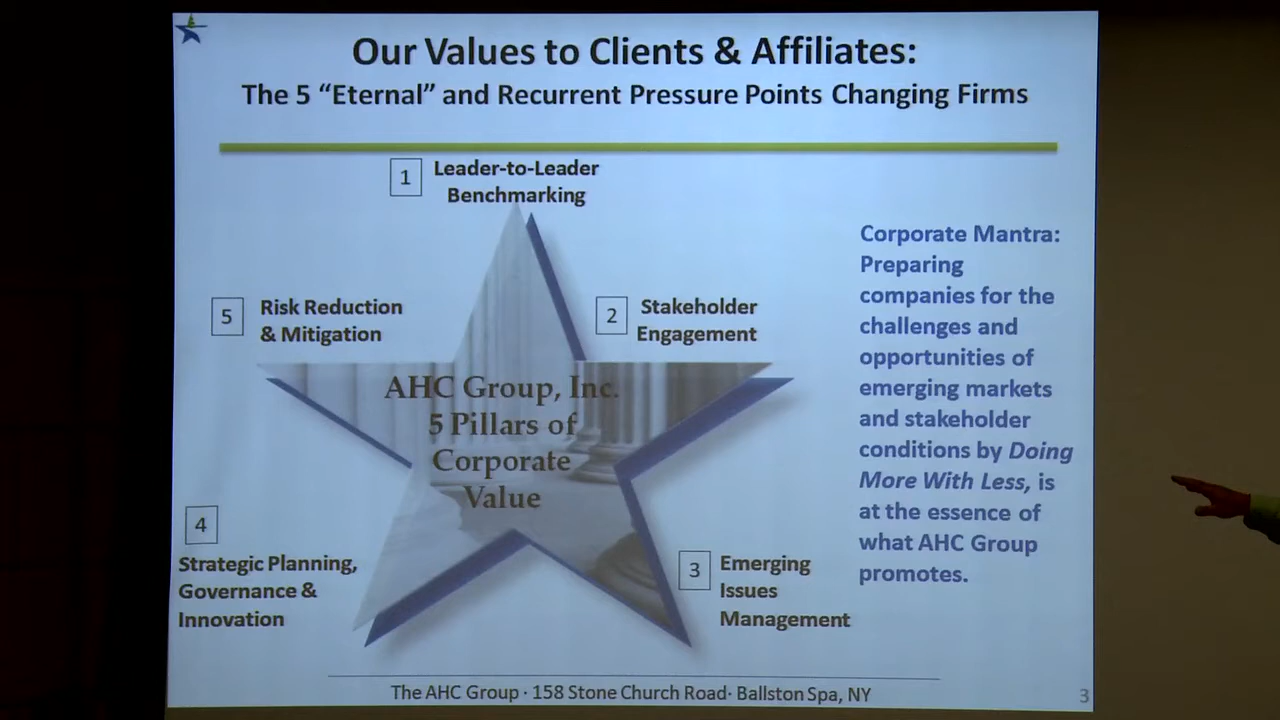 Our Values to Clients & Affiliates:
The 5 “Eternal” and Recurrent Pressure Points Changing Firms
1
Leader-to-Leader
Benchmarking
5
Risk Reduction
& Mitigation
2
Stakeholder
Engagement
AHC Group, Inc.
5 Pillars of
Corporate
Value
4
Strategic Planning,
Governance &
Innovation
3
Emerging
Issues
Management
Corporate Mantra:
Preparing
companies for the
challenges and
opportunities of
emerging markets
and stakeholder
conditions by Doing
More With Less, is
at the essence of
what AHC Group
promotes.
The AHC Group · 158 Stone Church Road· Ballston Spa, NY
3